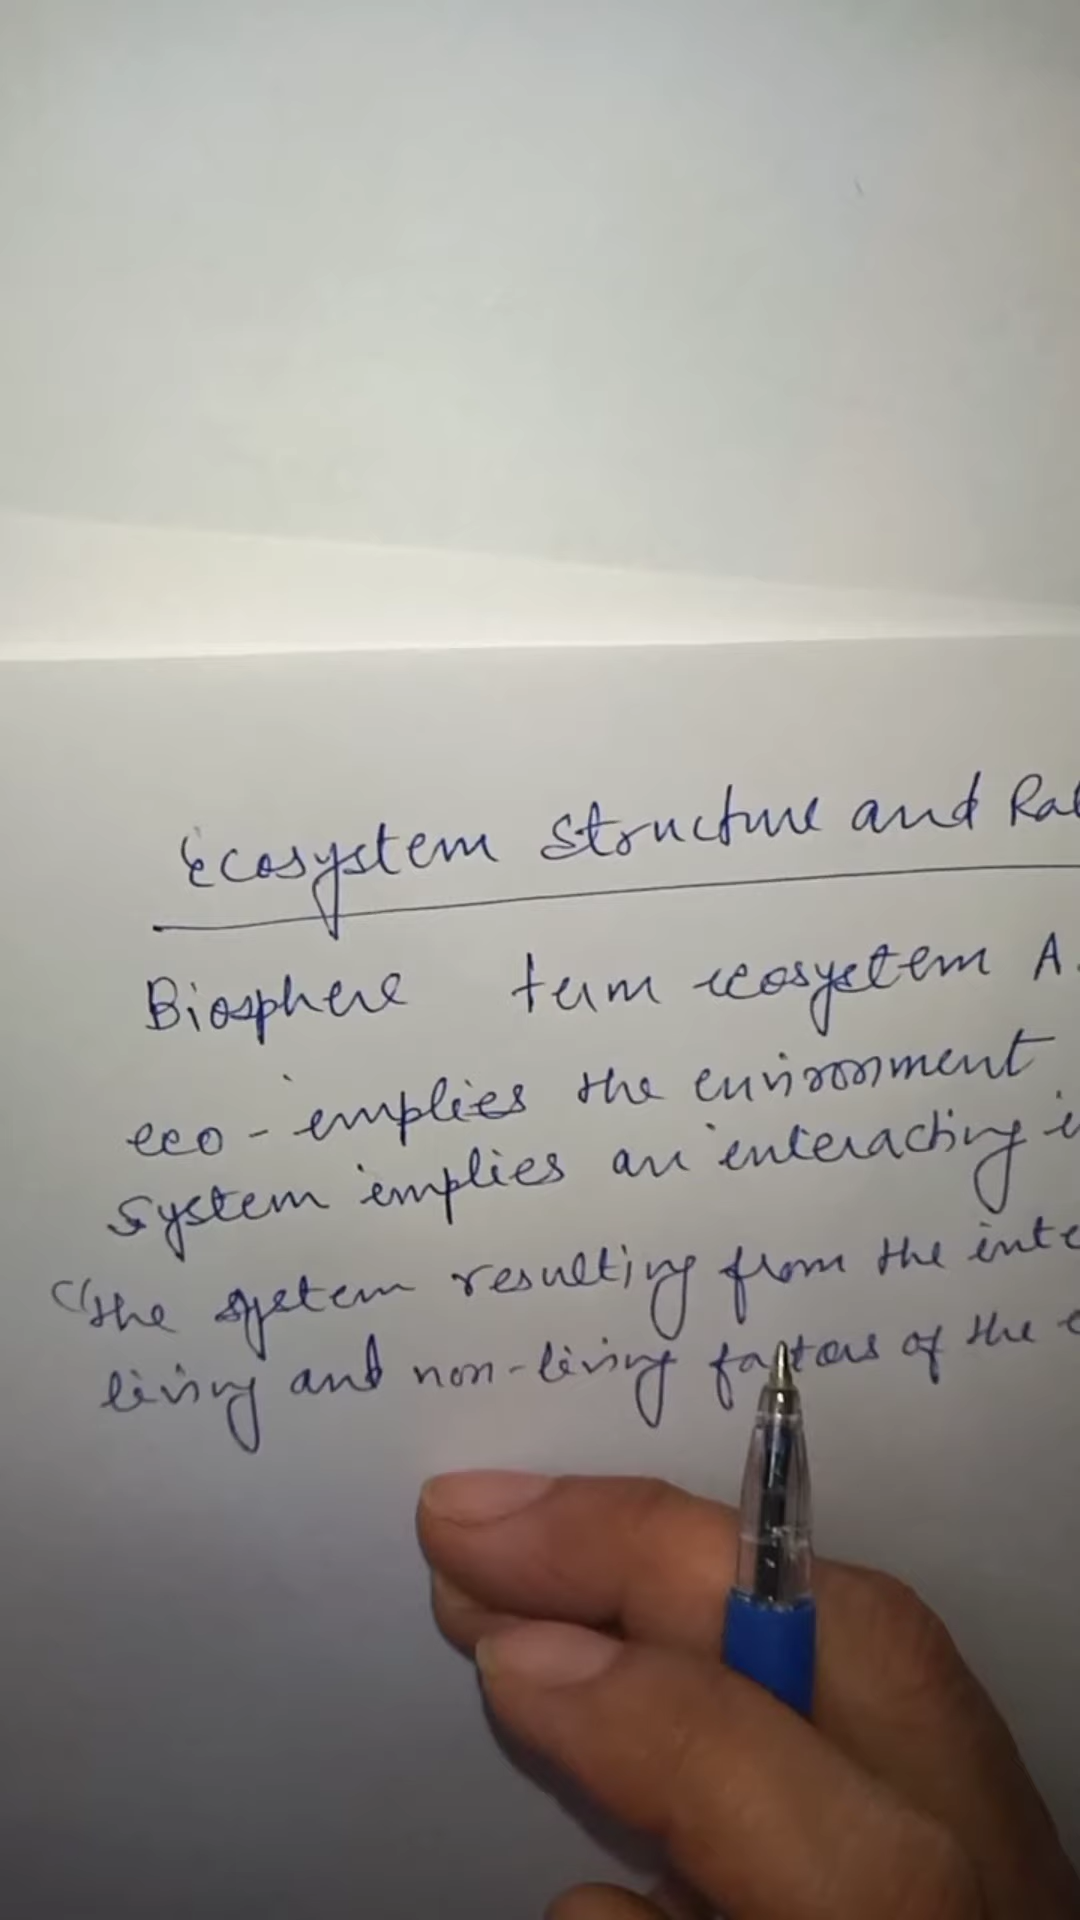 Ecosystem Structure and
Biosphere term ecosystem A.
eco - implies the environment
System implies an interacting
"the system resulting from the
living and non-living factors of the